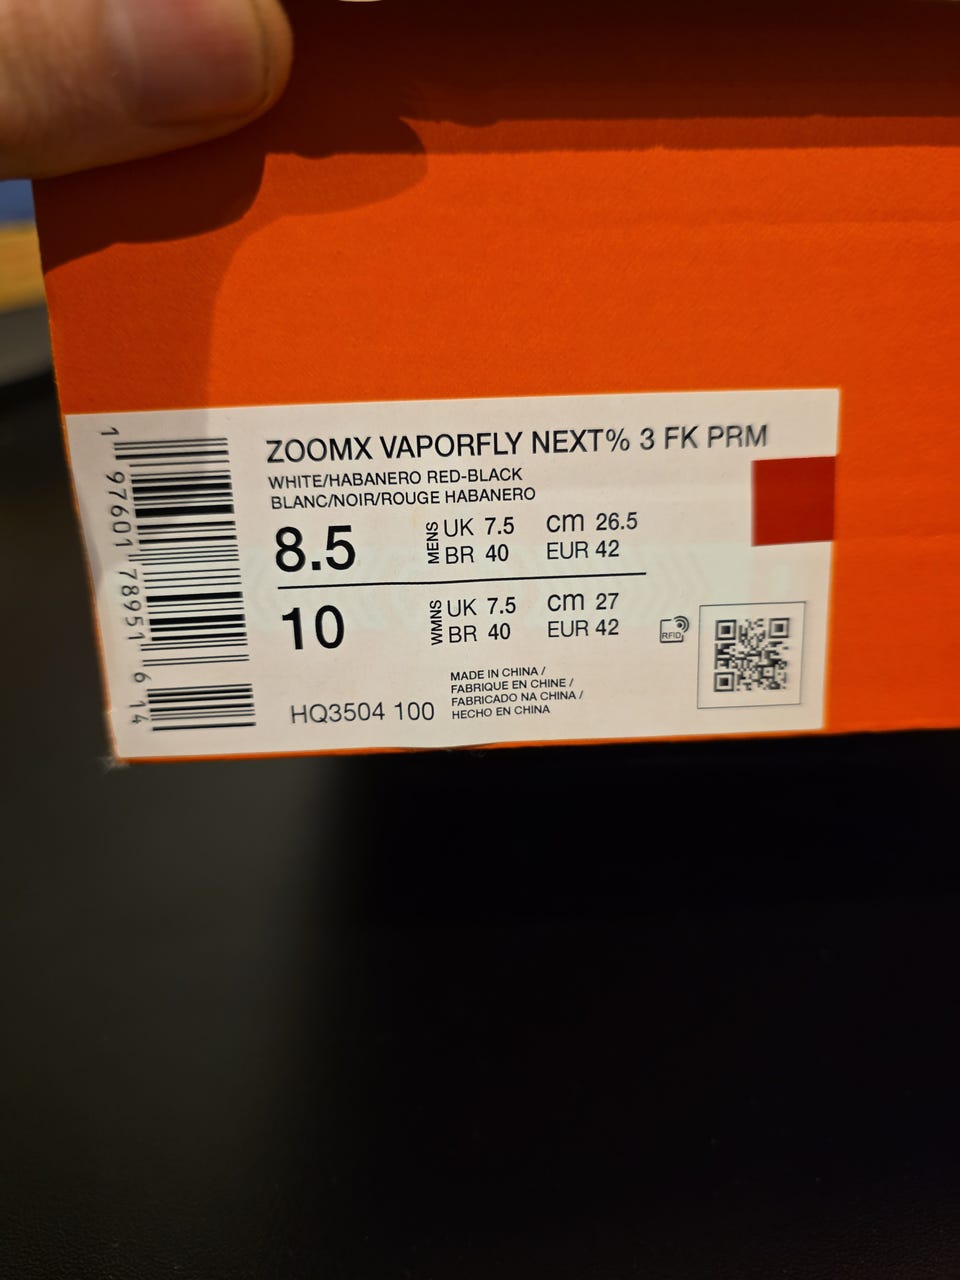 ZOOMX VAPORFLY NEXT% 3 FK PRM
WHITE/HABANERO RED-BLACK
BLANC/NOIR/ROUGE HABANERO
8.5 MENS UK 7.5 cm 26.5
BR 40 EUR 42
10 WMNS UK 7.5 cm 27
BR 40 EUR 42
RFID
MADE IN CHINA /
FABRIQUE EN CHINE /
FABRICADO NA CHINA /
HECHO EN CHINA
HQ3504 100
1 97601 78951 6 14